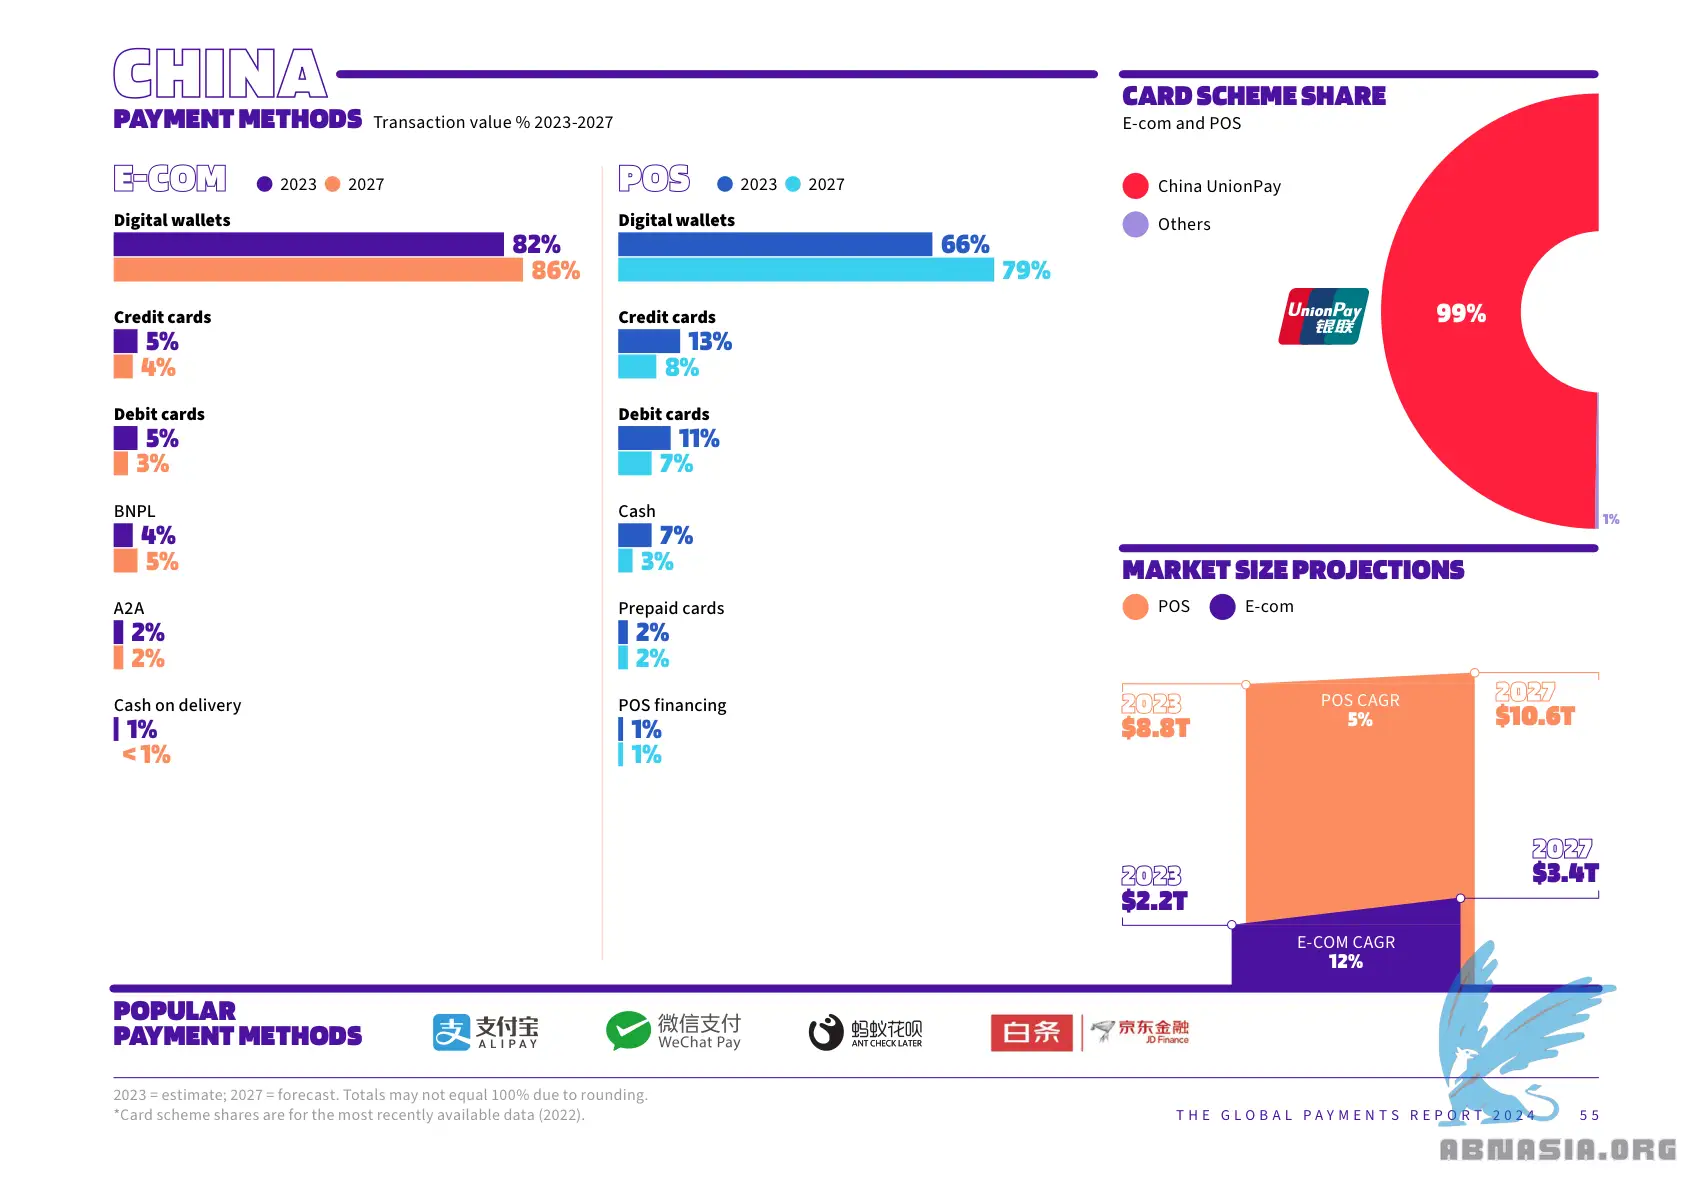 CHINA
PAYMENT METHODS Transaction value % 2023-2027
E-COM 2023 2027
Digital wallets
82%
86%
Credit cards
5%
4%
Debit cards
5%
3%
BNPL
4%
5%
A2A
2%
2%
Cash on delivery
1%
< 1%
POS 2023 2027
Digital wallets
66%
79%
Credit cards
13%
8%
Debit cards
11%
7%
Cash
7%
3%
Prepaid cards
2%
2%
POS financing
1%
1%
CARD SCHEME SHARE
E-com and POS
China UnionPay
Others
UnionPay
银联
99%
1%
MARKET SIZE PROJECTIONS
POS E-com
2023
$8.8T
POS CAGR
5%
2027
$10.6T
2023
$2.2T
E-COM CAGR
12%
2027
$3.4T
POPULAR
PAYMENT METHODS
支 支付宝
ALIPAY
微信支付
WeChat Pay
蚂蚁花呗
ANT CHECK LATER
白条
京东金融
JD Finance
2023 = estimate; 2027 = forecast. Totals may not equal 100% due to rounding.
*Card scheme shares are for the most recently available data (2022).
THE GLOBAL PAYMENTS REPORT 2024 55
ABNASIA.ORG